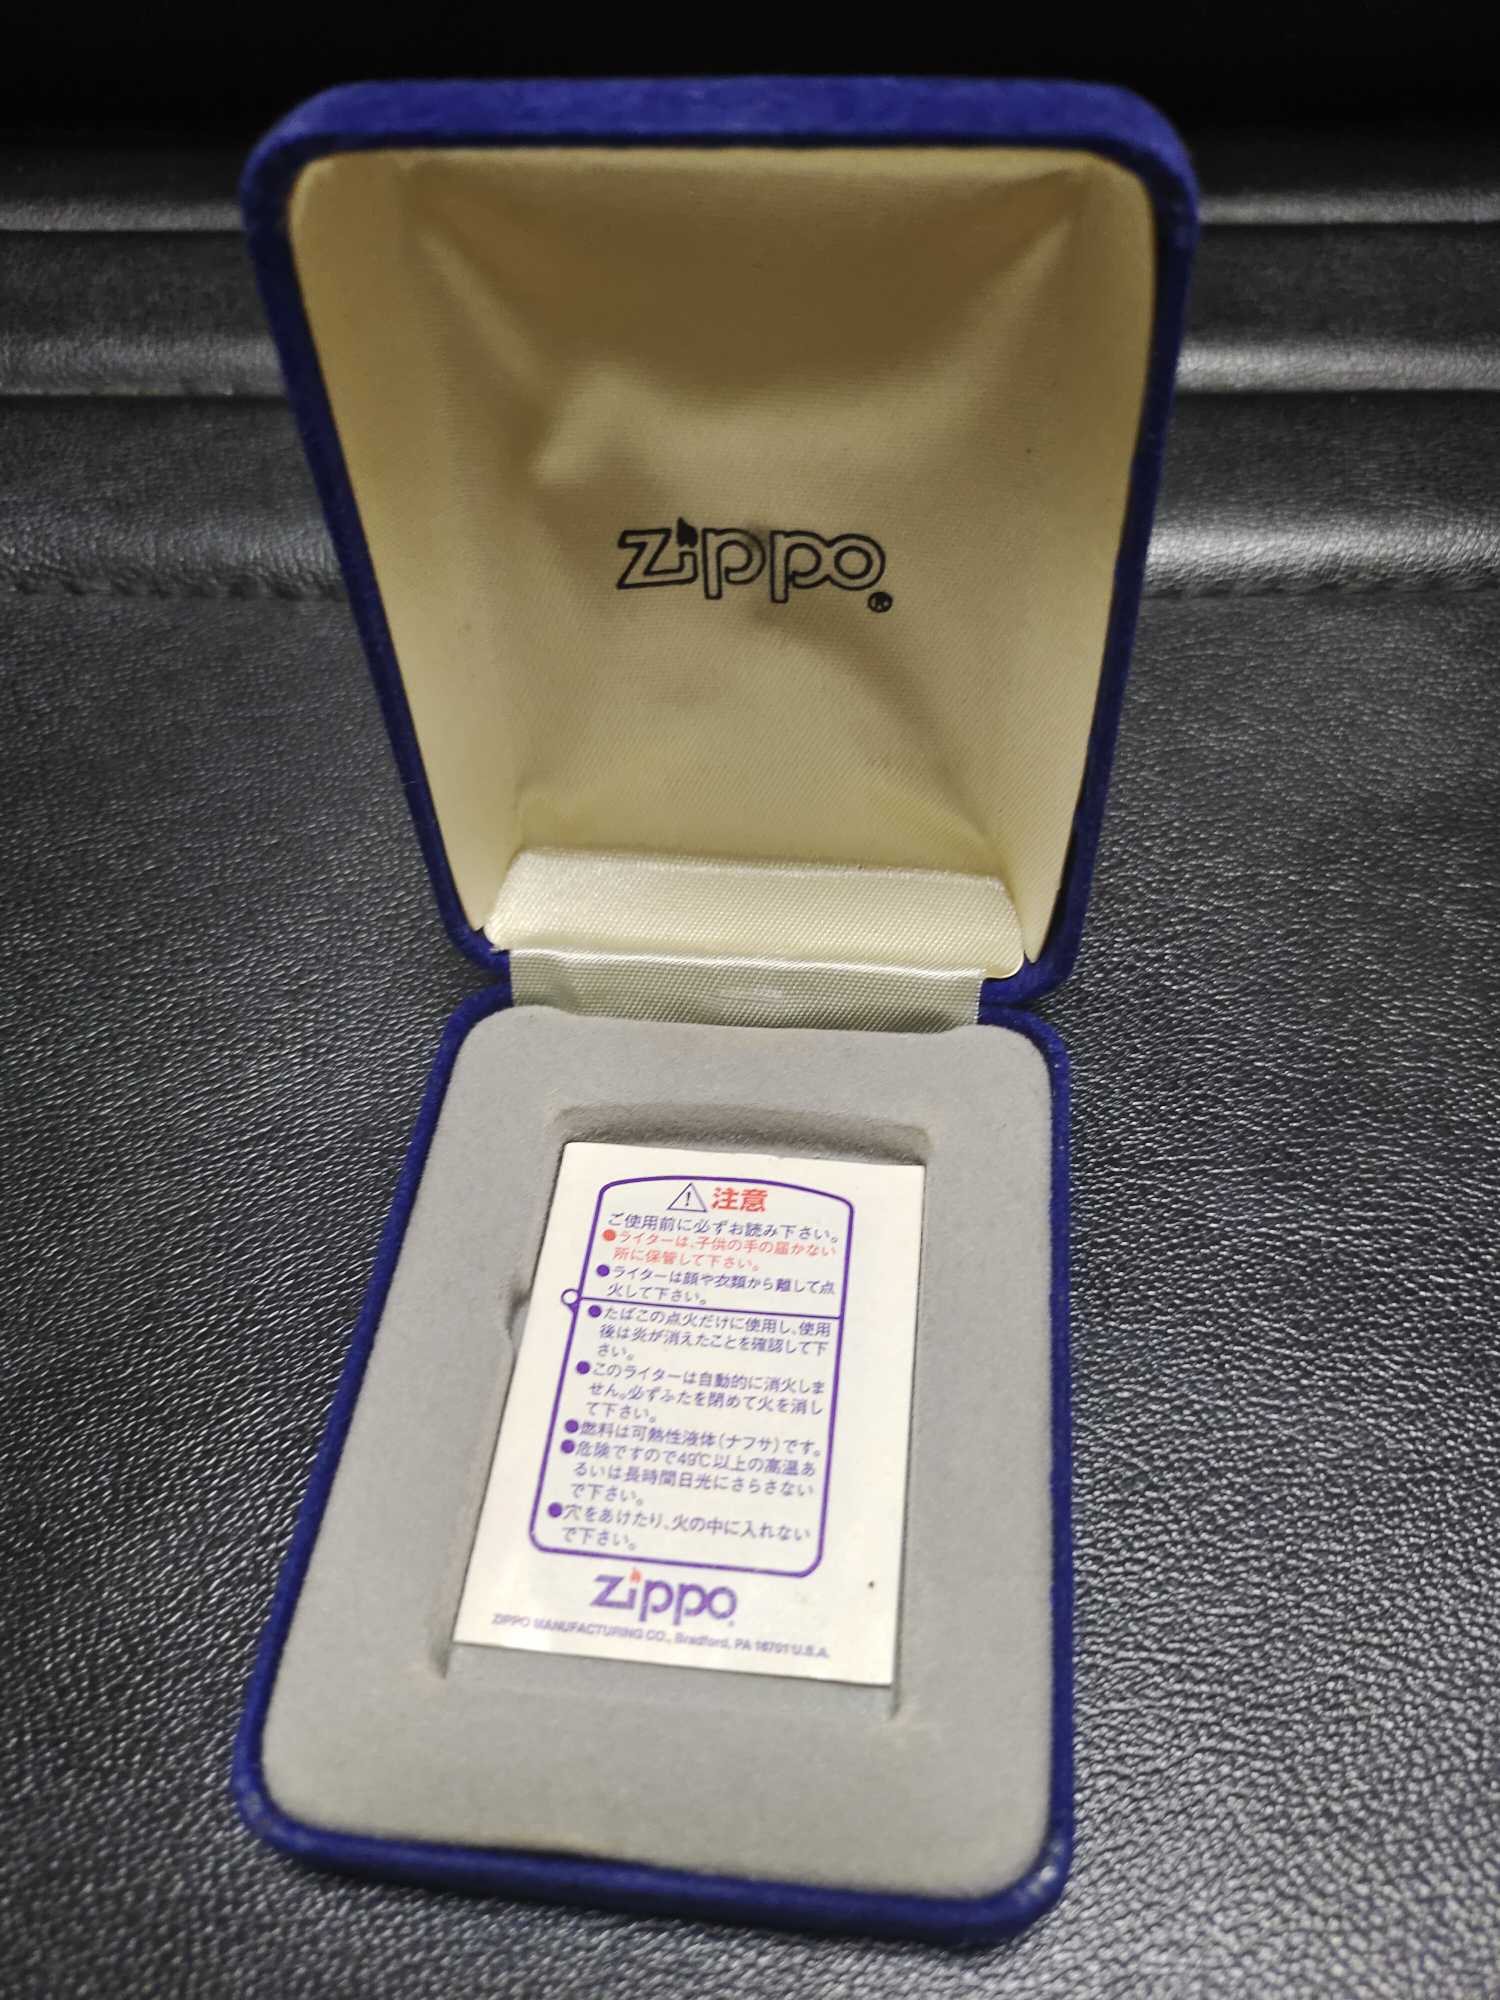 zippo®
注意
ご使用前に必ずお読み下さい。
●ライターは、子供の手の届かない
所に保管して下さい。
●ライターは顔や衣類から離して点
火して下さい。
●たばこの点火だけに使用し、使用
後は炎が消えたことを確認して下
さい。
●このライターは自動的に消火しま
せん。必ずふたを閉めて火を消し
て下さい。
●燃料は可熱性液体(ナフサ)です。
●危険ですので49℃以上の高温あ
るいは長時間日光にさらさない
で下さい。
●穴をあけたり、火の中に入れない
で下さい。
zippo
ZIPPO MANUFACTURING CO., Bradford, PA 16701 U.S.A.